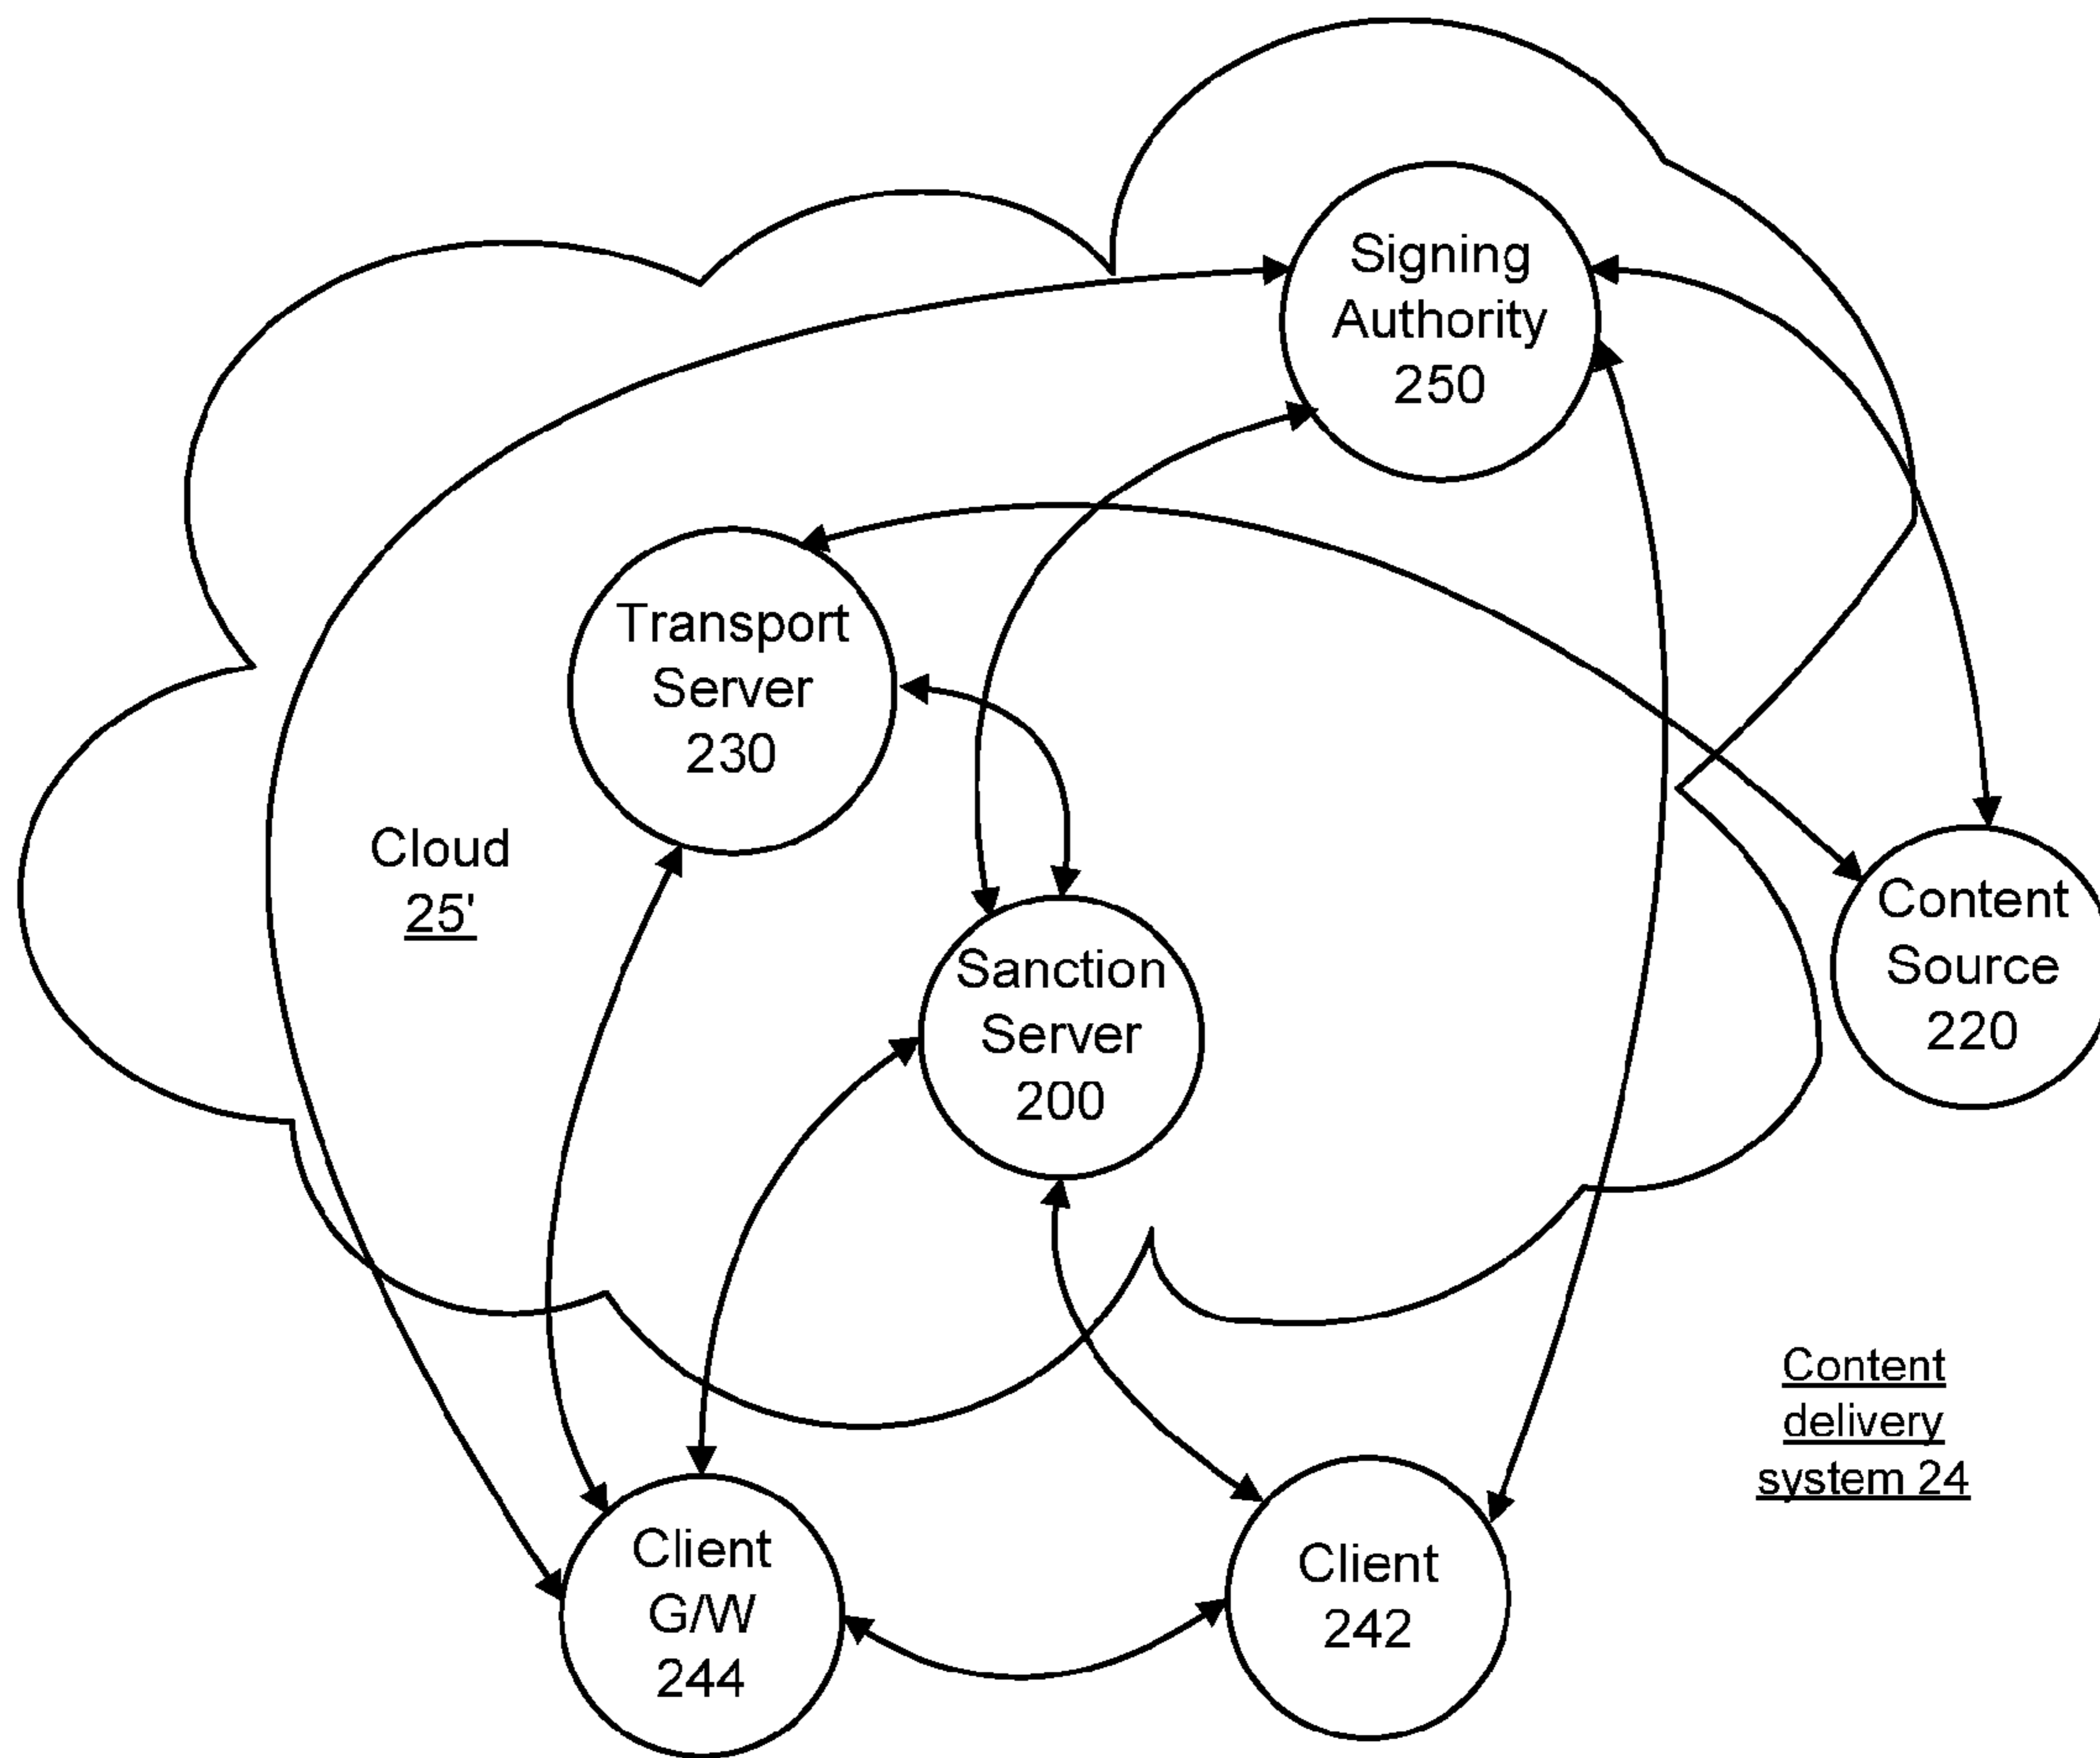 Signing
Authority
250
Transport
Server
230
Cloud
25'
Content
Source
220
Sanction
Server
200
Content
delivery
system 24
Client
G/W
244
Client
242